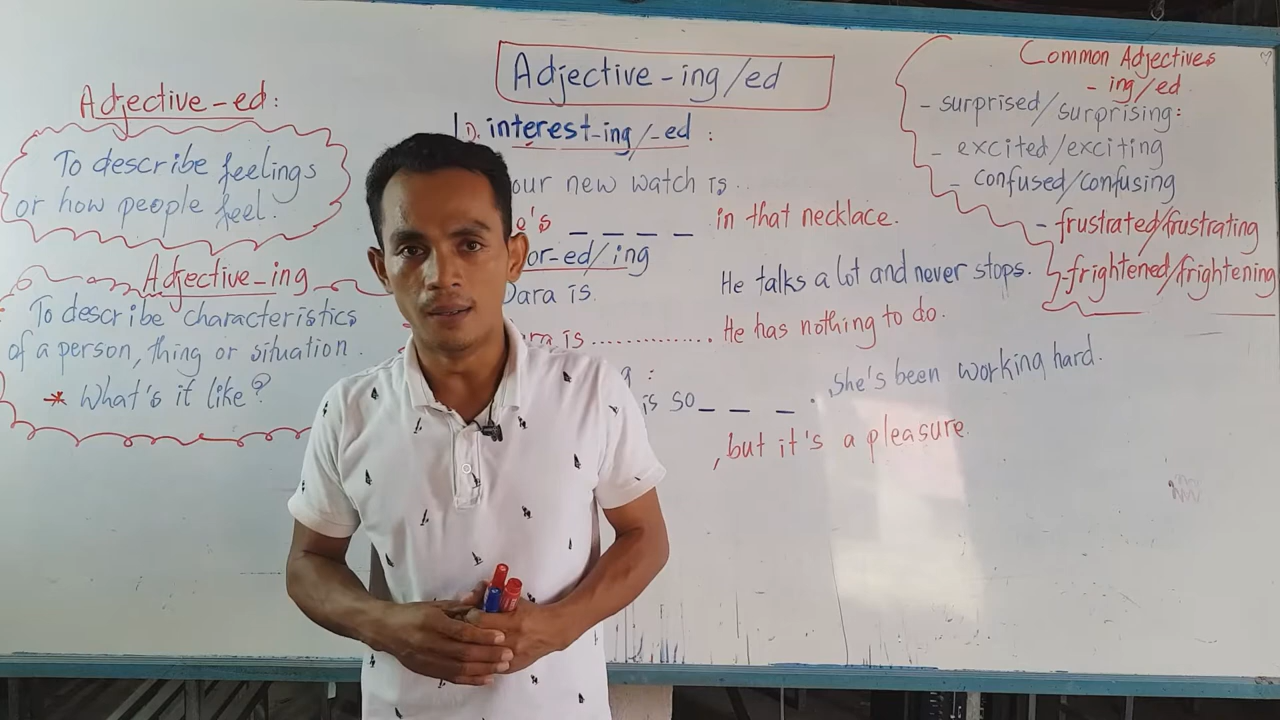 Adjective-ing/ed
Adjective-ed:
To describe feelings
or how people feel.
Adjective-ing
To describe characteristics
of a person, thing or situation.
* What's it like?
1). interest-ing/-ed :
our new watch is..
e's _ _ _ _ in that necklace.
or-ed/ing
Dara is. He talks a lot and never stops.
ra is .............. He has nothing to do.
g :
is so _ _ _ . She's been working hard.
, but it's a pleasure.
Common Adjectives
- ing/ed
- surprised/surprising:
- excited/exciting
- confused/confusing
- frustrated/frustrating
- frightened/frightening